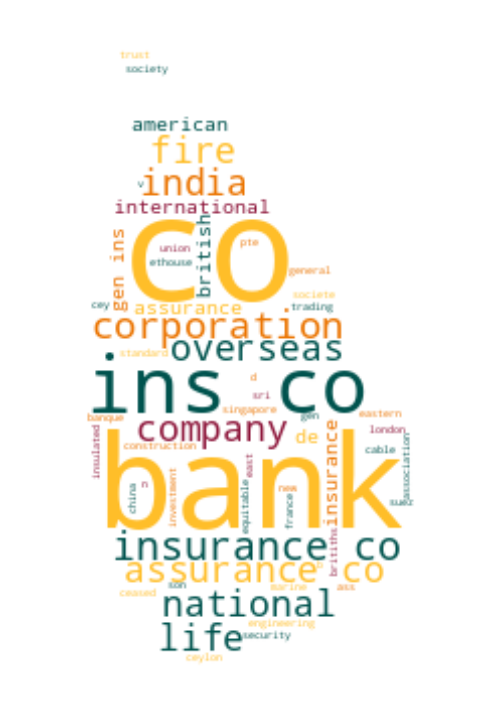 trust
society
american
fire
v india
international
co
gen ins
british
union
pte
ethouse
general
societe
cey
assurance
trading
corporation
overseas
standard
d
ins co
sri
singapore
banque
company
gen
eastern
de
london
insulated
construction
insurance
cable
association
bank
east
investment
new
china
n
equitable
france
suez
insurance co
britiths
assurance co
son
marine
ass
ceased
national
engineering
life
security
ceylon